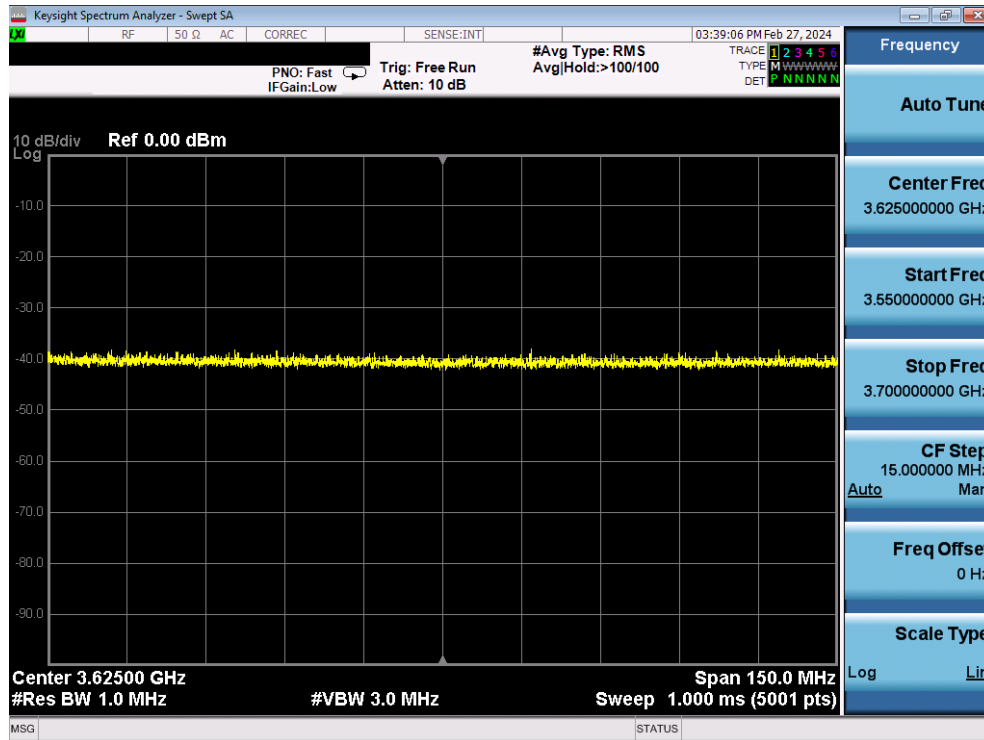 Keysight Spectrum Analyzer - Swept SA
LXI RF 50 Ω AC CORREC SENSE:INT 03:39:06 PM Feb 27, 2024
PNO: Fast
IFGain:Low
Trig: Free Run
Atten: 10 dB
#Avg Type: RMS
Avg|Hold:>100/100
TRACE 1 2 3 4 5 6
TYPE M WWWWW
DET P N N N N N
10 dB/div Ref 0.00 dBm
Log
-10.0
-20.0
-30.0
-40.0
-50.0
-60.0
-70.0
-80.0
-90.0
Center 3.62500 GHz Span 150.0 MHz
#Res BW 1.0 MHz #VBW 3.0 MHz Sweep 1.000 ms (5001 pts)
MSG STATUS
Frequency
Auto Tune
Center Freq
3.625000000 GHz
Start Freq
3.550000000 GHz
Stop Freq
3.700000000 GHz
CF Step
15.000000 MHz
Auto Man
Freq Offset
0 Hz
Scale Type
Log Lin